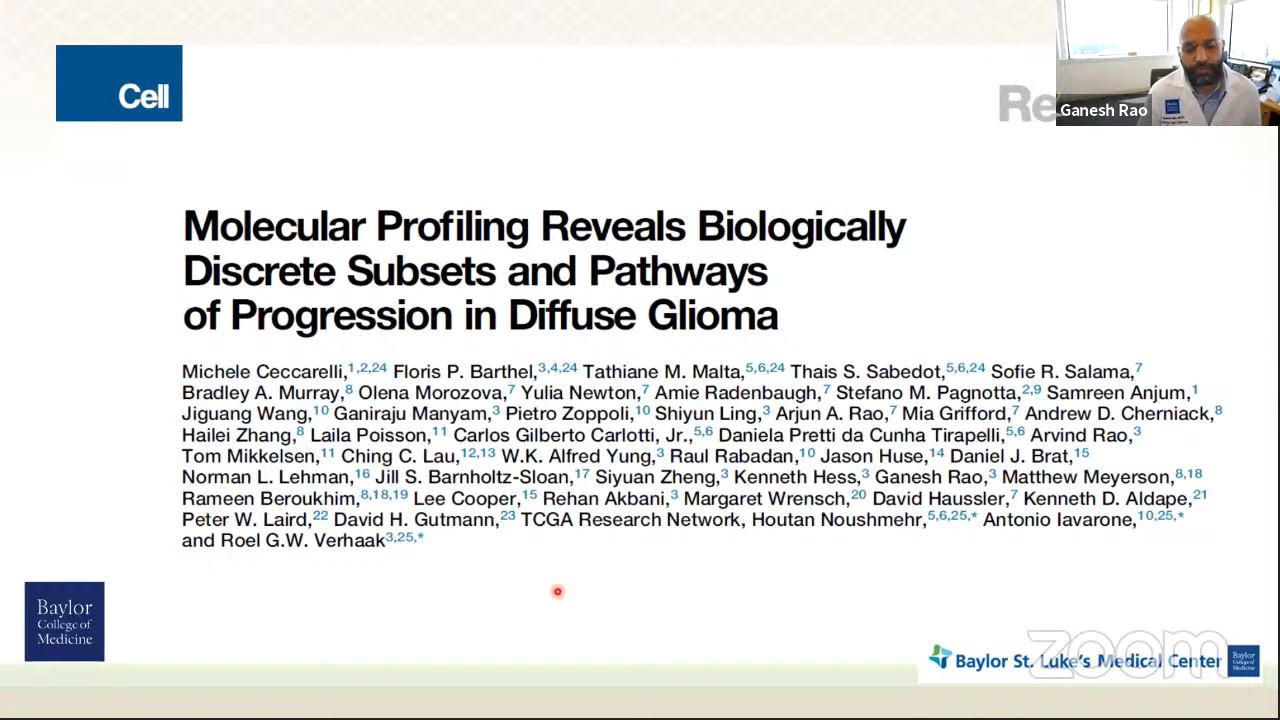 Cell
Re
Ganesh Rao
Molecular Profiling Reveals Biologically
Discrete Subsets and Pathways
of Progression in Diffuse Glioma
Michele Ceccarelli,1,2,24 Floris P. Barthel,3,4,24 Tathiane M. Malta,5,6,24 Thais S. Sabedot,5,6,24 Sofie R. Salama,7
Bradley A. Murray,8 Olena Morozova,7 Yulia Newton,7 Amie Radenbaugh,7 Stefano M. Pagnotta,2,9 Samreen Anjum,1
Jiguang Wang,10 Ganiraju Manyam,3 Pietro Zoppoli,10 Shiyun Ling,3 Arjun A. Rao,7 Mia Grifford,7 Andrew D. Cherniack,8
Hailei Zhang,8 Laila Poisson,11 Carlos Gilberto Carlotti, Jr.,5,6 Daniela Pretti da Cunha Tirapelli,5,6 Arvind Rao,3
Tom Mikkelsen,11 Ching C. Lau,12,13 W.K. Alfred Yung,3 Raul Rabadan,10 Jason Huse,14 Daniel J. Brat,15
Norman L. Lehman,16 Jill S. Barnholtz-Sloan,17 Siyuan Zheng,3 Kenneth Hess,3 Ganesh Rao,3 Matthew Meyerson,8,18
Rameen Beroukhim,8,18,19 Lee Cooper,15 Rehan Akbani,3 Margaret Wrensch,20 David Haussler,7 Kenneth D. Aldape,21
Peter W. Laird,22 David H. Gutmann,23 TCGA Research Network, Houtan Noushmehr,5,6,25,* Antonio Iavarone,10,25,*
and Roel G.W. Verhaak3,25,*
Baylor
College of
Medicine
zoom
Baylor St. Luke's Medical Center
Baylor
College of
Medicine